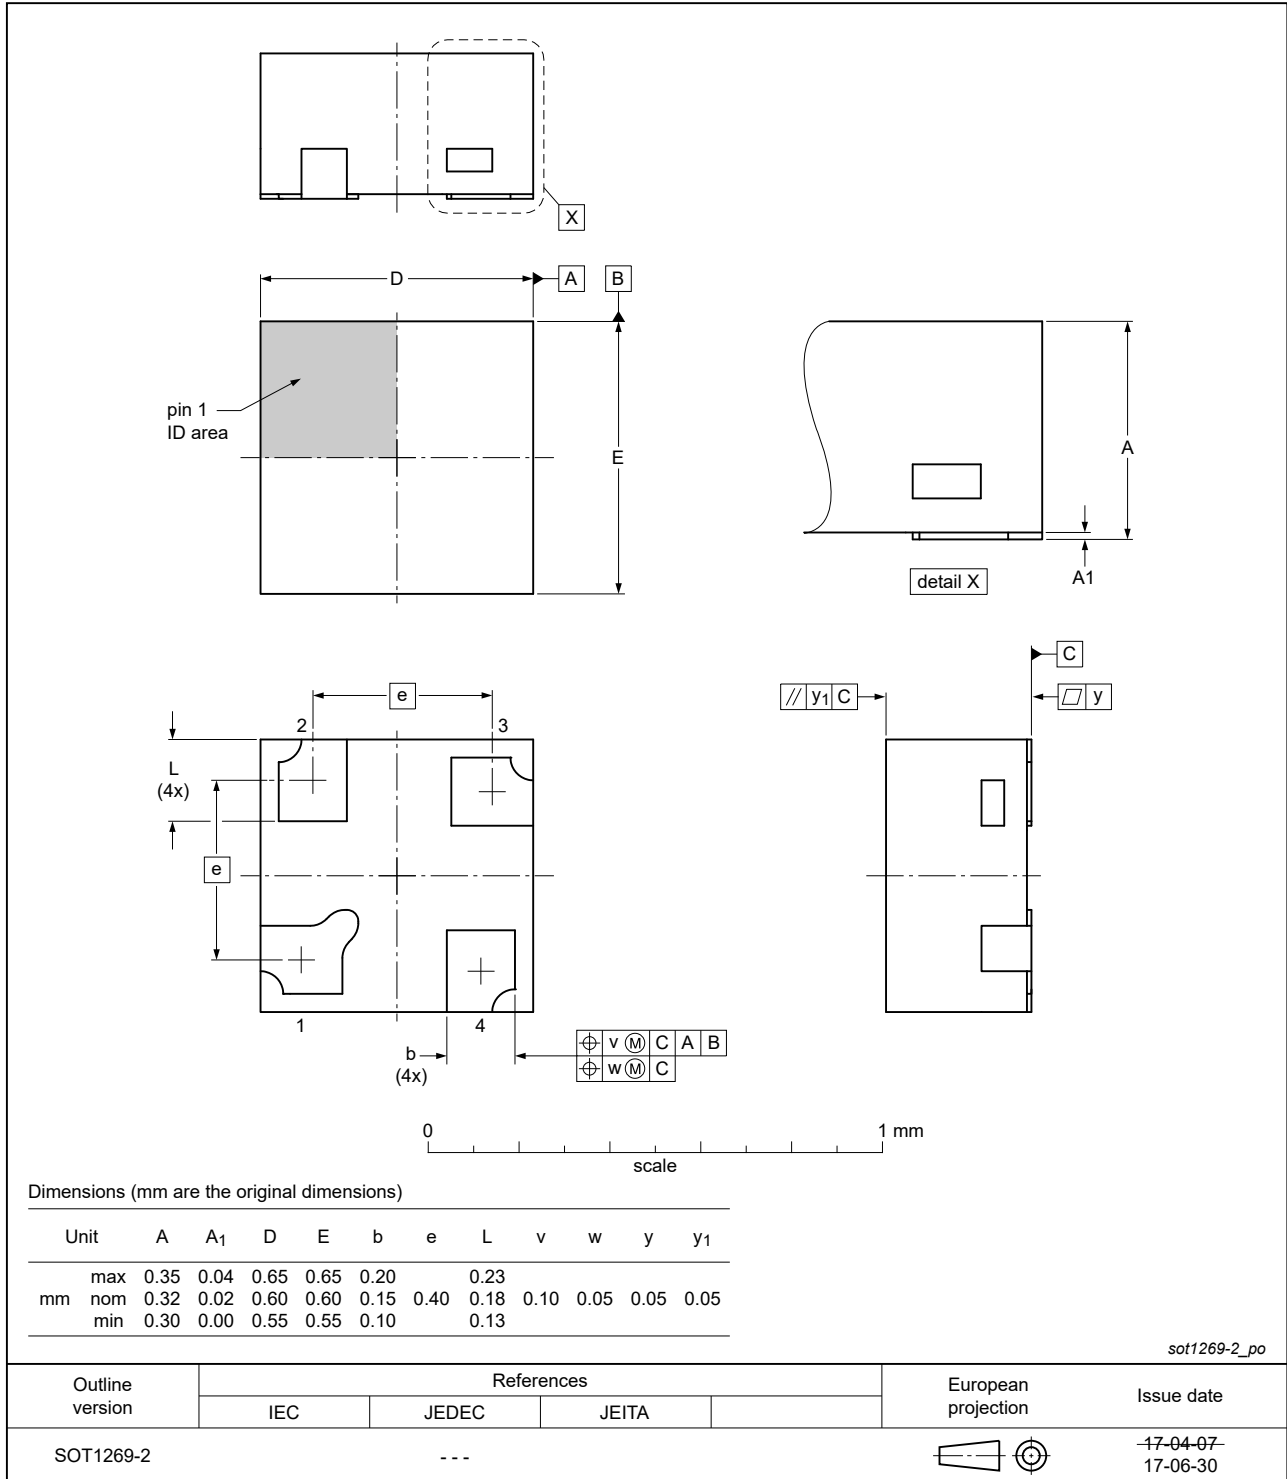 X
D
A
B
pin 1
ID area
E
A
detail X
A1
C
e
// y1 C
⏥ y
2
3
L
(4x)
e
1
4
b
(4x)
⌖ v Ⓜ C A B
⌖ w Ⓜ C
0
1 mm
scale
Dimensions (mm are the original dimensions)
Unit A A1 D E b e L v w y y1
max 0.35 0.04 0.65 0.65 0.20 0.23
mm nom 0.32 0.02 0.60 0.60 0.15 0.40 0.18 0.10 0.05 0.05 0.05
min 0.30 0.00 0.55 0.55 0.10 0.13
sot1269-2_po
Outline
version
References
IEC JEDEC JEITA
European
projection
Issue date
SOT1269-2
- - -
17-04-07
17-06-30